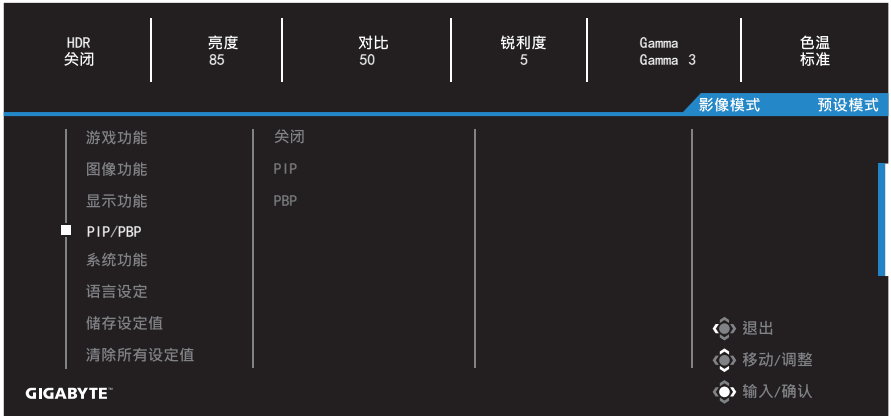 HDR 亮度 对比 锐利度 Gamma 色温
关闭 85 50 5 Gamma 3 标准
影像模式 预设模式
游戏功能 关闭
图像功能 PIP
显示功能 PBP
PIP/PBP
系统功能
语言设定
储存设定值
清除所有设定值
退出
移动/调整
输入/确认
GIGABYTE™